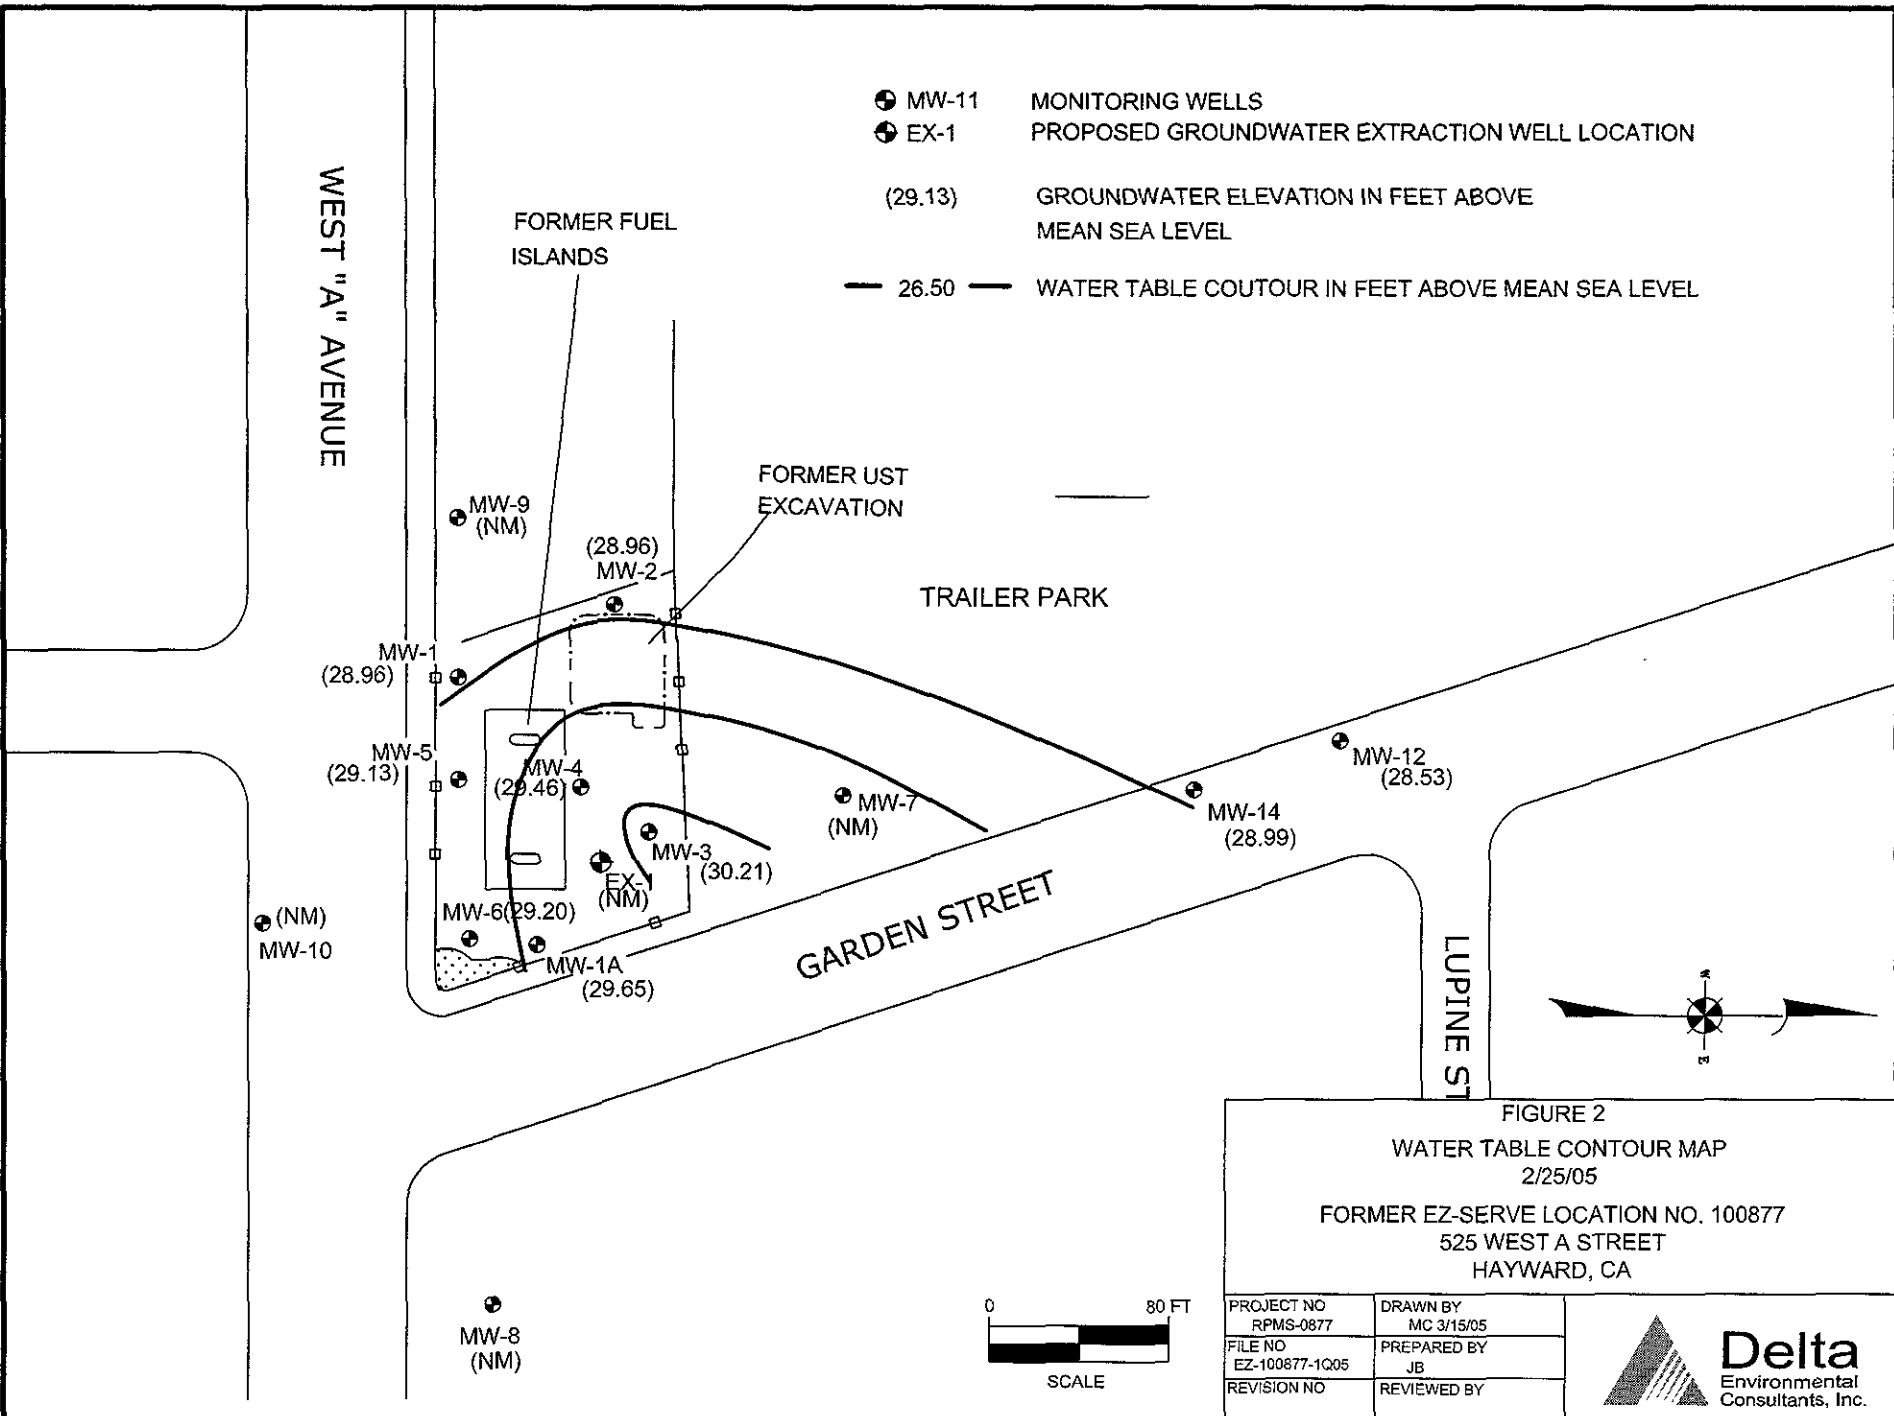 MW-11 MONITORING WELLS
EX-1 PROPOSED GROUNDWATER EXTRACTION WELL LOCATION
(29.13) GROUNDWATER ELEVATION IN FEET ABOVE
MEAN SEA LEVEL
26.50 WATER TABLE COUTOUR IN FEET ABOVE MEAN SEA LEVEL
WEST "A" AVENUE
FORMER FUEL
ISLANDS
FORMER UST
EXCAVATION
MW-9
(NM)
(28.96)
MW-2
TRAILER PARK
MW-1
(28.96)
MW-5
(29.13)
MW-4
(29.46)
MW-7
(NM)
MW-12
(28.53)
MW-14
(28.99)
MW-3
(30.21)
EX-1
(NM)
MW-6(29.20)
(NM)
MW-10
MW-1A
(29.65)
GARDEN STREET
LUPINE ST
E
MW-8
(NM)
0 80 FT
SCALE
FIGURE 2
WATER TABLE CONTOUR MAP
2/25/05
FORMER EZ-SERVE LOCATION NO. 100877
525 WEST A STREET
HAYWARD, CA
PROJECT NO
RPMS-0877
DRAWN BY
MC 3/15/05
FILE NO
EZ-100877-1Q05
PREPARED BY
JB
REVISION NO
REVIEWED BY
Delta
Environmental
Consultants, Inc.